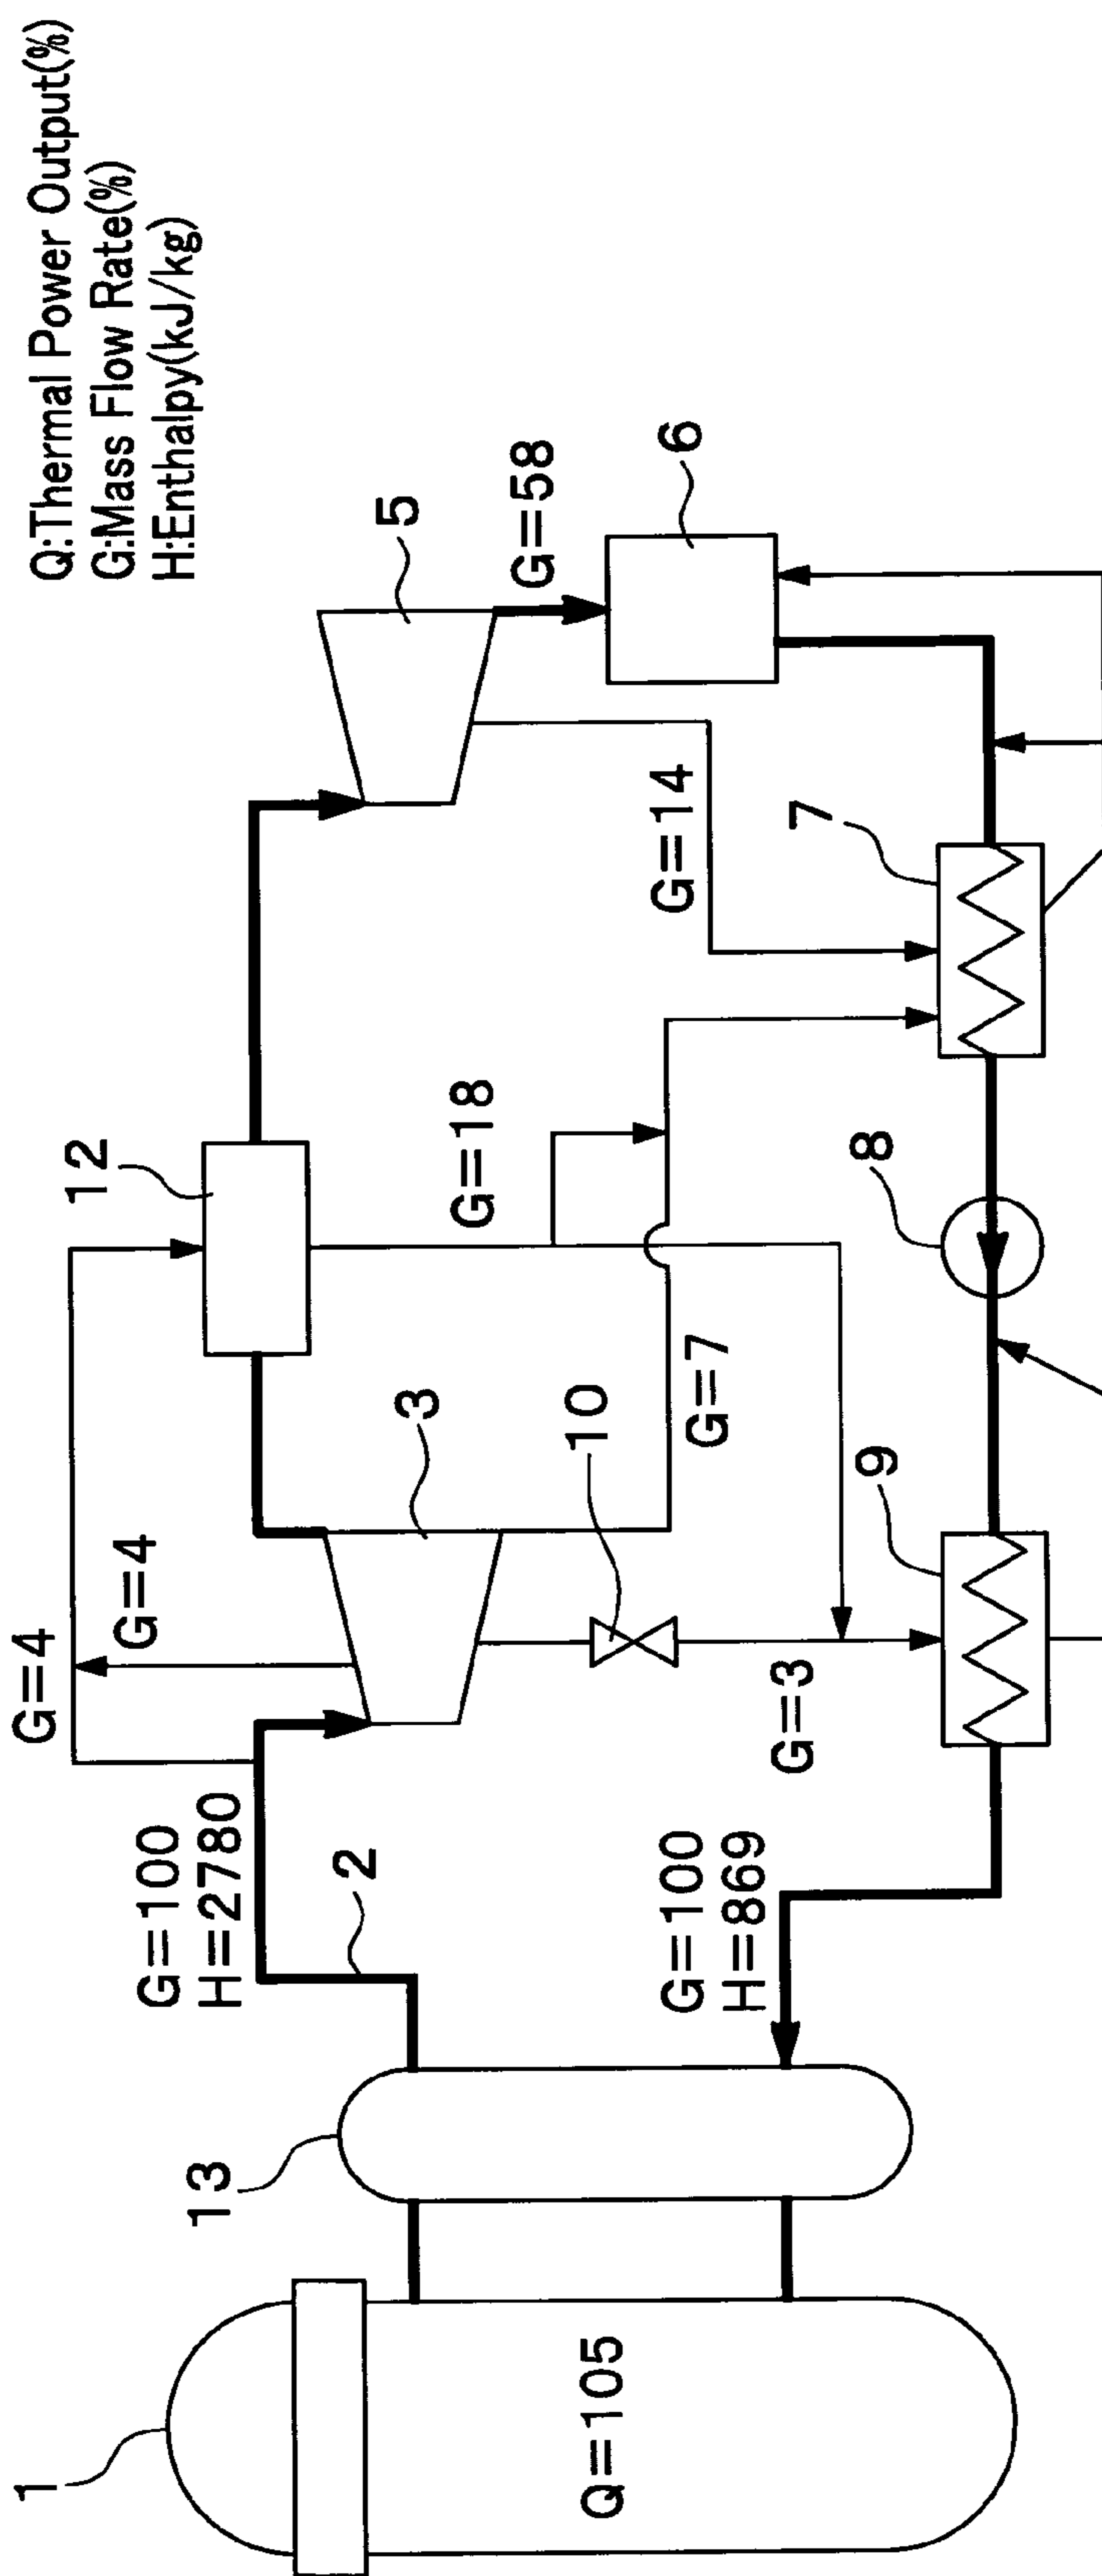 Q:Thermal Power Output(%)
G:Mass Flow Rate(%)
H:Enthalpy(kJ/kg)
1
Q=105
13
2
G=100
H=2780
G=4
G=4
3
10
G=3
G=7
12
G=18
5
G=58
6
G=14
7
8
9
G=100
H=869